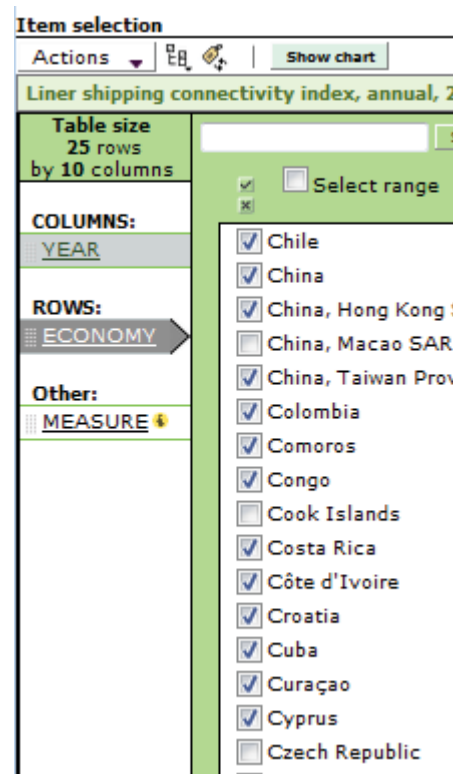 Item selection
Actions | Show chart
Liner shipping connectivity index, annual,
Table size
25 rows
by 10 columns
Select range
COLUMNS:
YEAR
ROWS:
ECONOMY
Other:
MEASURE
Chile
China
China, Hong Kong
China, Macao SAR
China, Taiwan
Colombia
Comoros
Congo
Cook Islands
Costa Rica
Côte d'Ivoire
Croatia
Cuba
Curaçao
Cyprus
Czech Republic